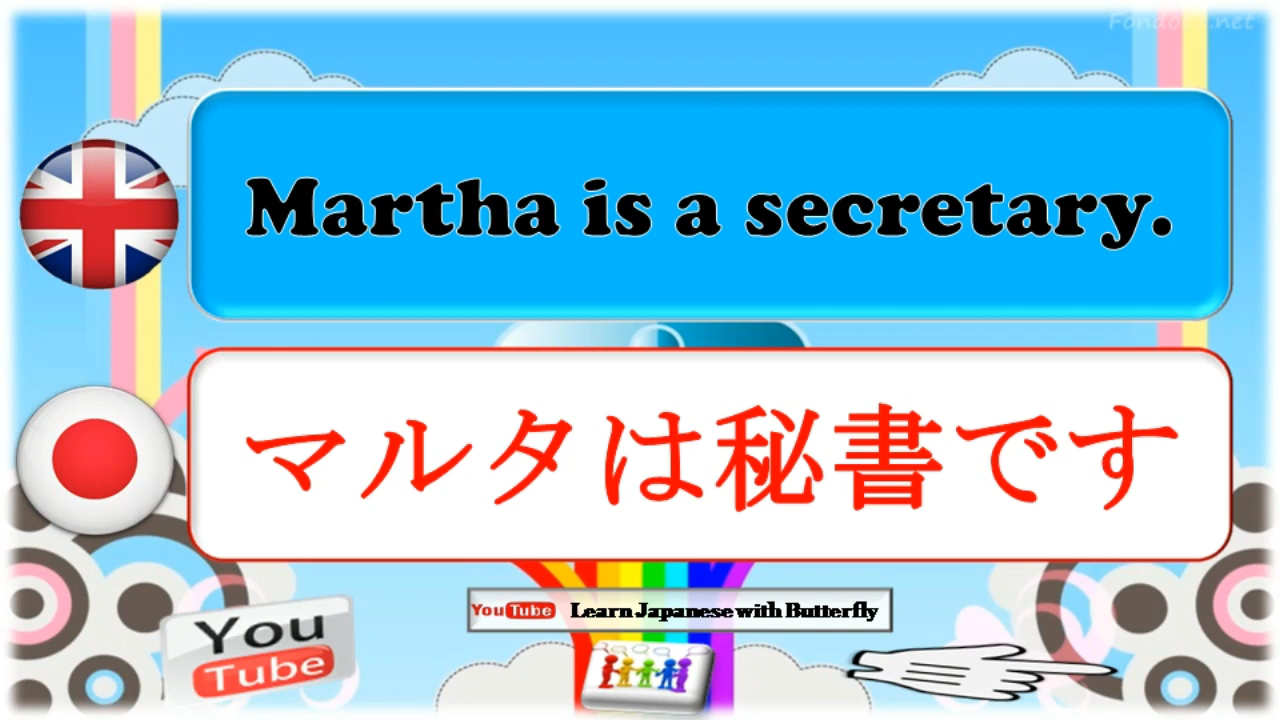 Martha is a secretary.
マルタは秘書です
YouTube Learn Japanese with Butterfly
You
Tube